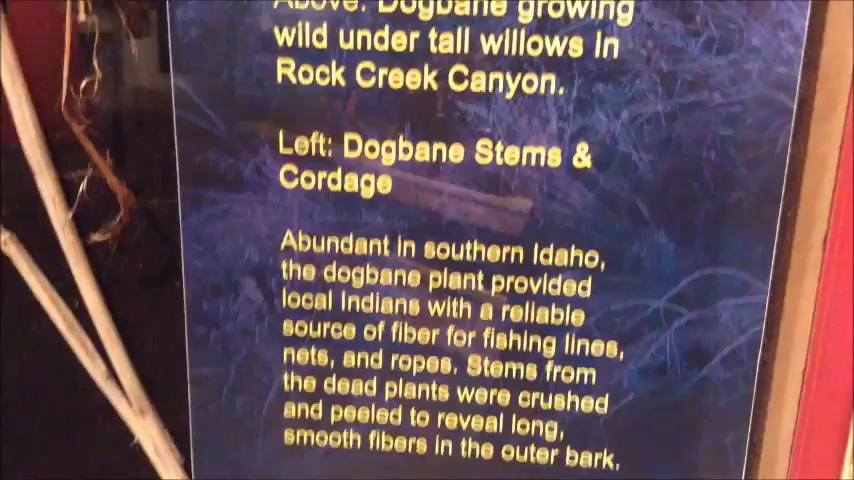 Above: Dogbane growing
wild under tall willows in
Rock Creek Canyon.
Left: Dogbane Stems &
Cordage
Abundant in southern Idaho,
the dogbane plant provided
local Indians with a reliable
source of fiber for fishing lines,
nets, and ropes. Stems from
the dead plants were crushed
and peeled to reveal long,
smooth fibers in the outer bark.